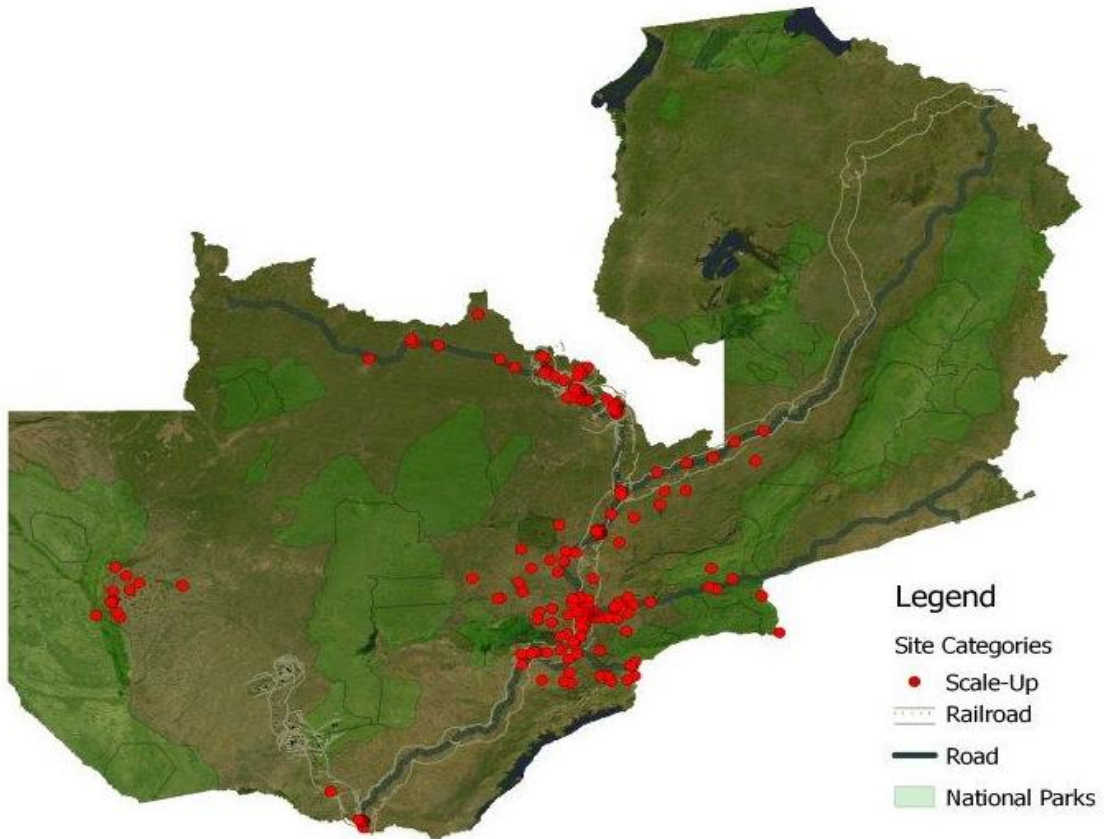 Legend
Site Categories
Scale-Up
Railroad
Road
National Parks